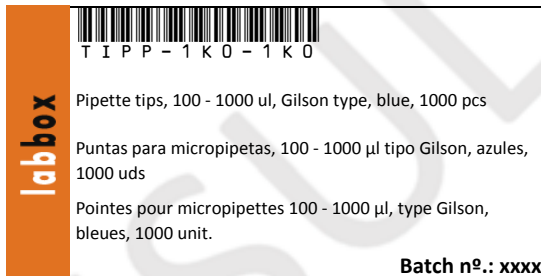 TIPP-1K0-1K0
labbox
Pipette tips, 100 - 1000 ul, Gilson type, blue, 1000 pcs
Puntas para micropipetas, 100 - 1000 µl tipo Gilson, azules,
1000 uds
Pointes pour micropipettes 100 - 1000 µl, type Gilson,
bleues, 1000 unit.
Batch nº.: xxxx